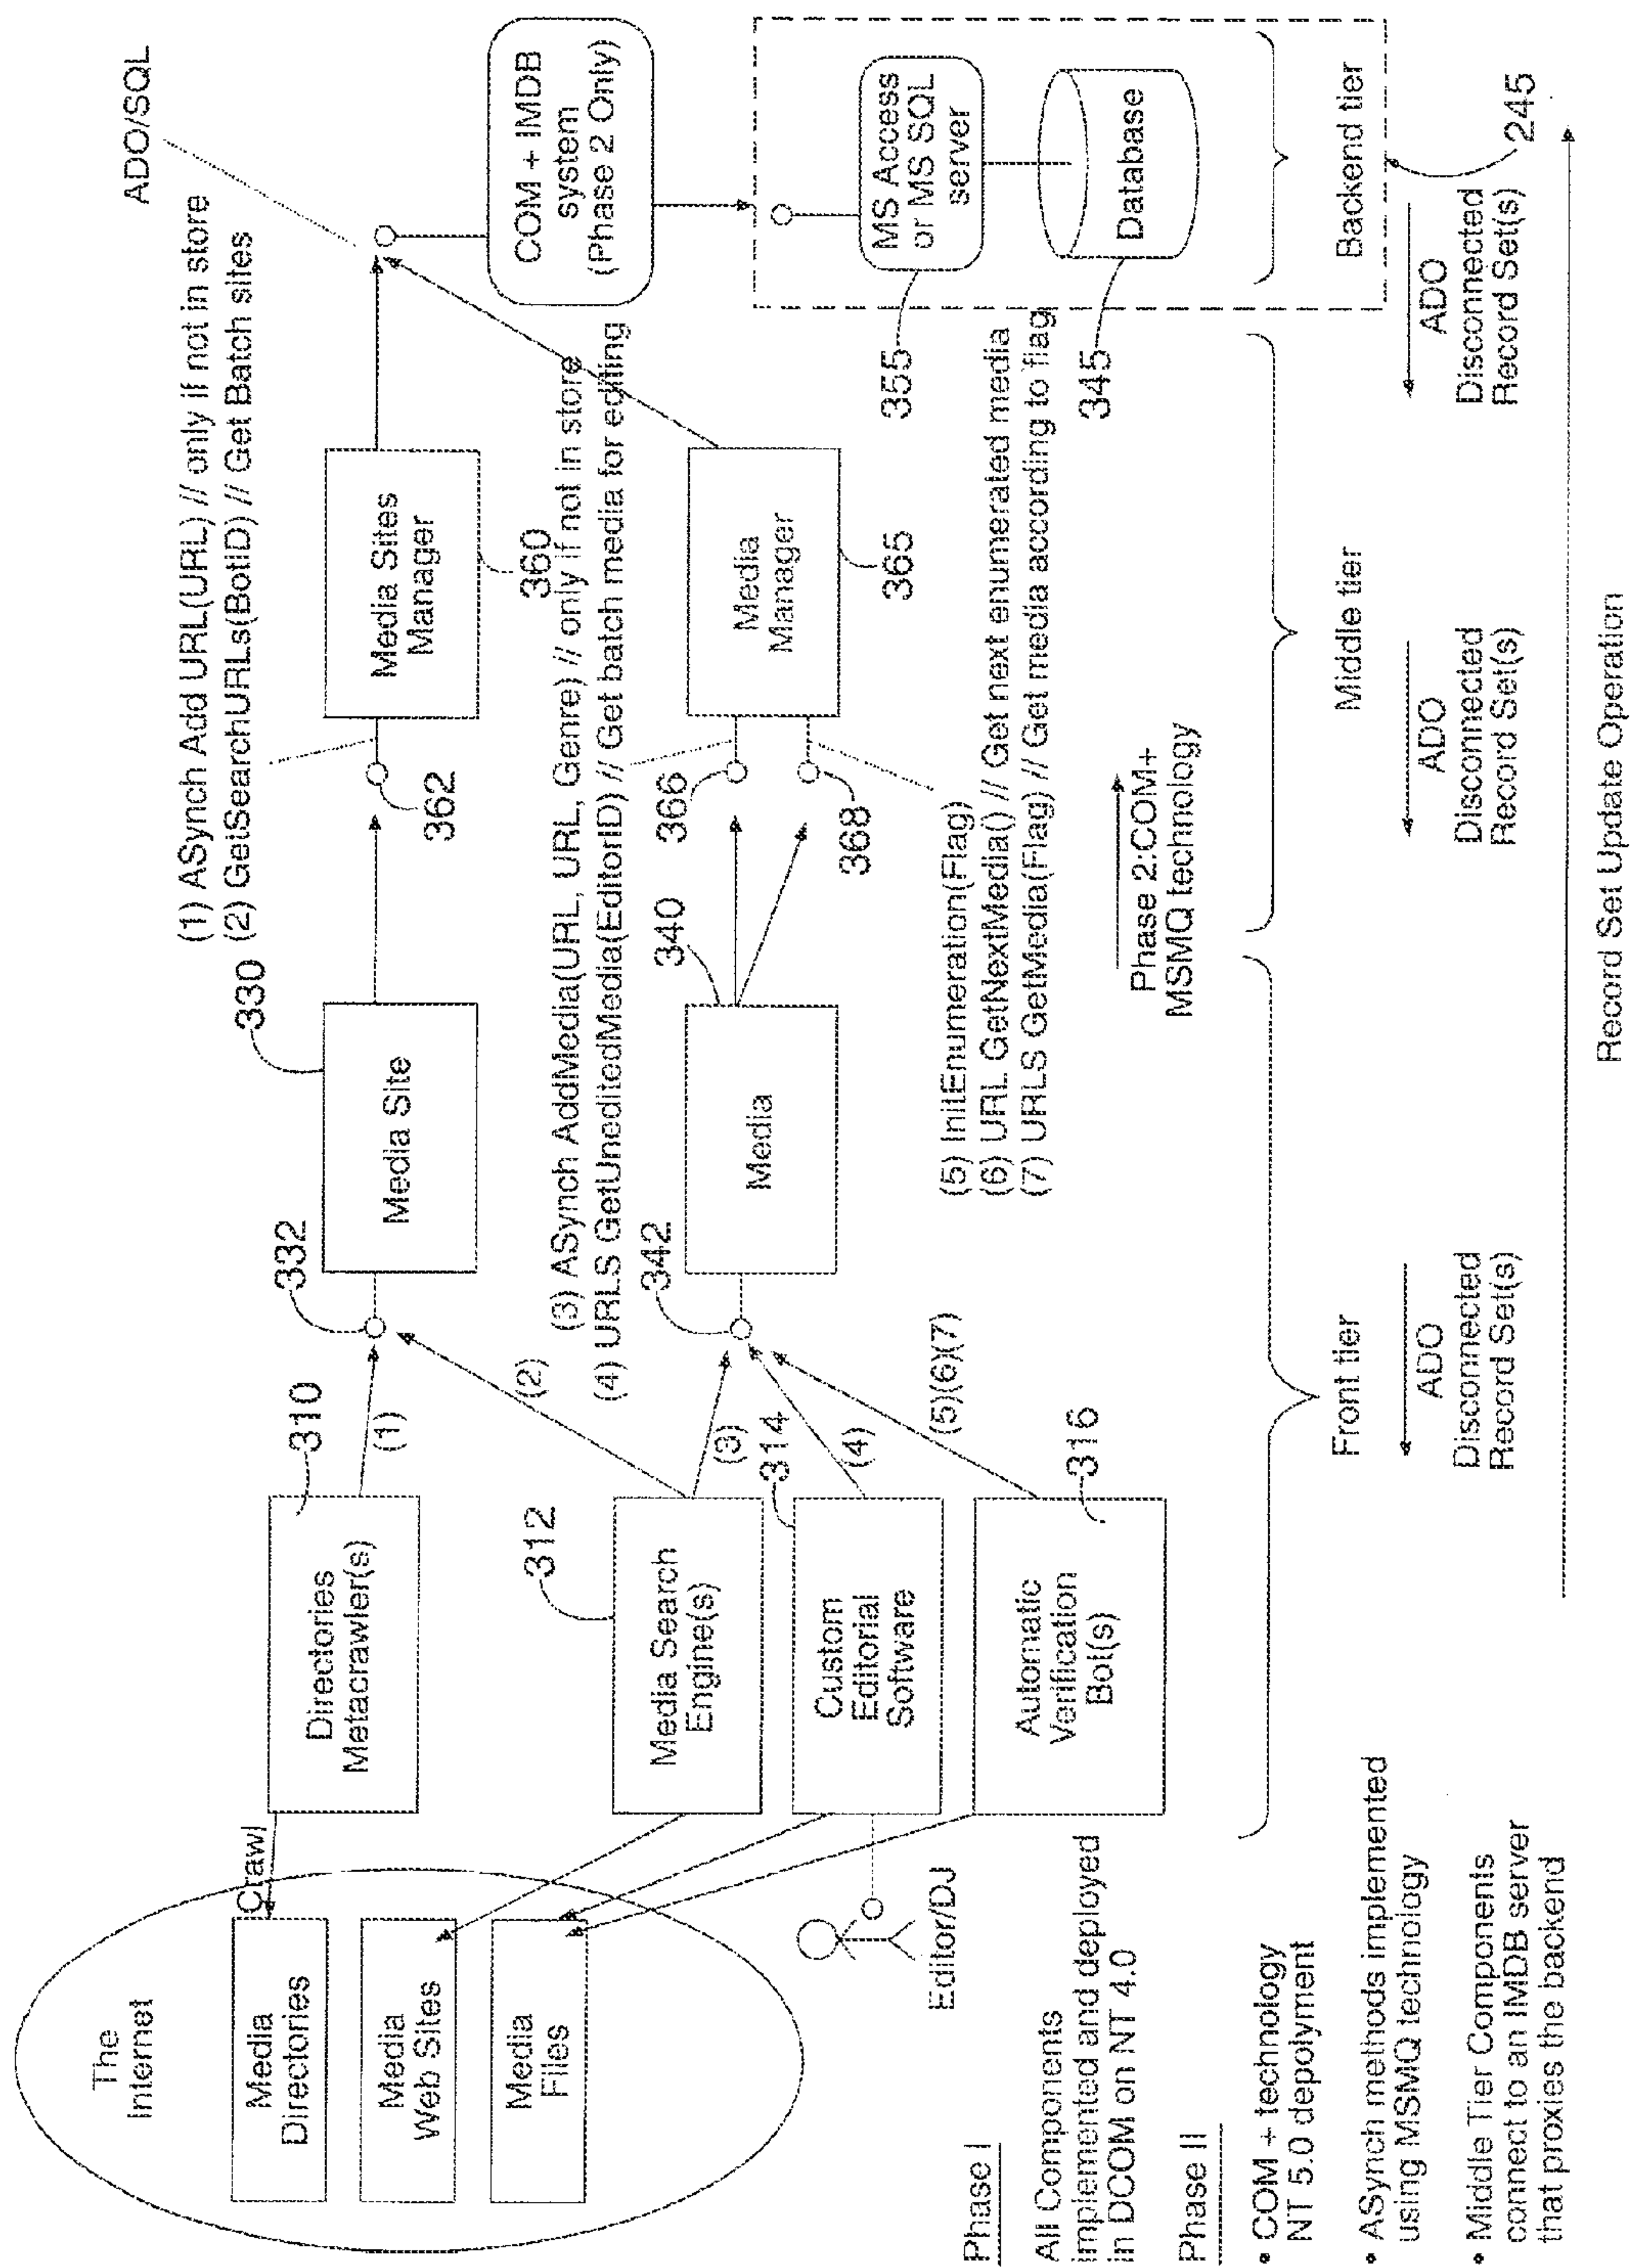 The
Internet
Media
Directories
Media
Web Sites
Media
Files
Crawl
Editor/DJ
Directories
Metacrawler(s)
310
Media Search
Engine(s)
312
Custom
Editorial
Software
314
Automatic
Verification
Bot(s)
316
(1)
(2)
(3)
(4)
(5)(6)(7)
332
342
Media Site
330
Media
340
(1) ASynch Add URL(URL) // only if not in store
(2) GetSearchURLs(BotID) // Get Batch sites
(3) ASynch AddMedia(URL, URL, Genre) // only if not in store
(4) URLS GetUneditedMedia(EditorID) // Get batch media for editing
(5) InitEnumeration(Flag)
(6) URL GetNextMedia() // Get next enumerated media
(7) URLS GetMedia(Flag) // Get media according to flag
362
366
368
Media Sites
Manager
360
Media
Manager
365
ADO/SQL
COM + IMDB
system
(Phase 2 Only)
MS Access
or MS SQL
server
355
Database
345
Backend tier
245
Phase 2:COM+
MSMQ technology
Front tier
Middle tier
ADO
Disconnected
Record Set(s)
ADO
Disconnected
Record Set(s)
ADO
Disconnected
Record Set(s)
Record Set Update Operation
Phase I
All Components
implemented and deployed
in DCOM on NT 4.0
Phase II
• COM + technology
NT 5.0 depolyment
• ASynch methods implemented
using MSMQ technology
• Middle Tier Components
connect to an IMDB server
that proxies the backend